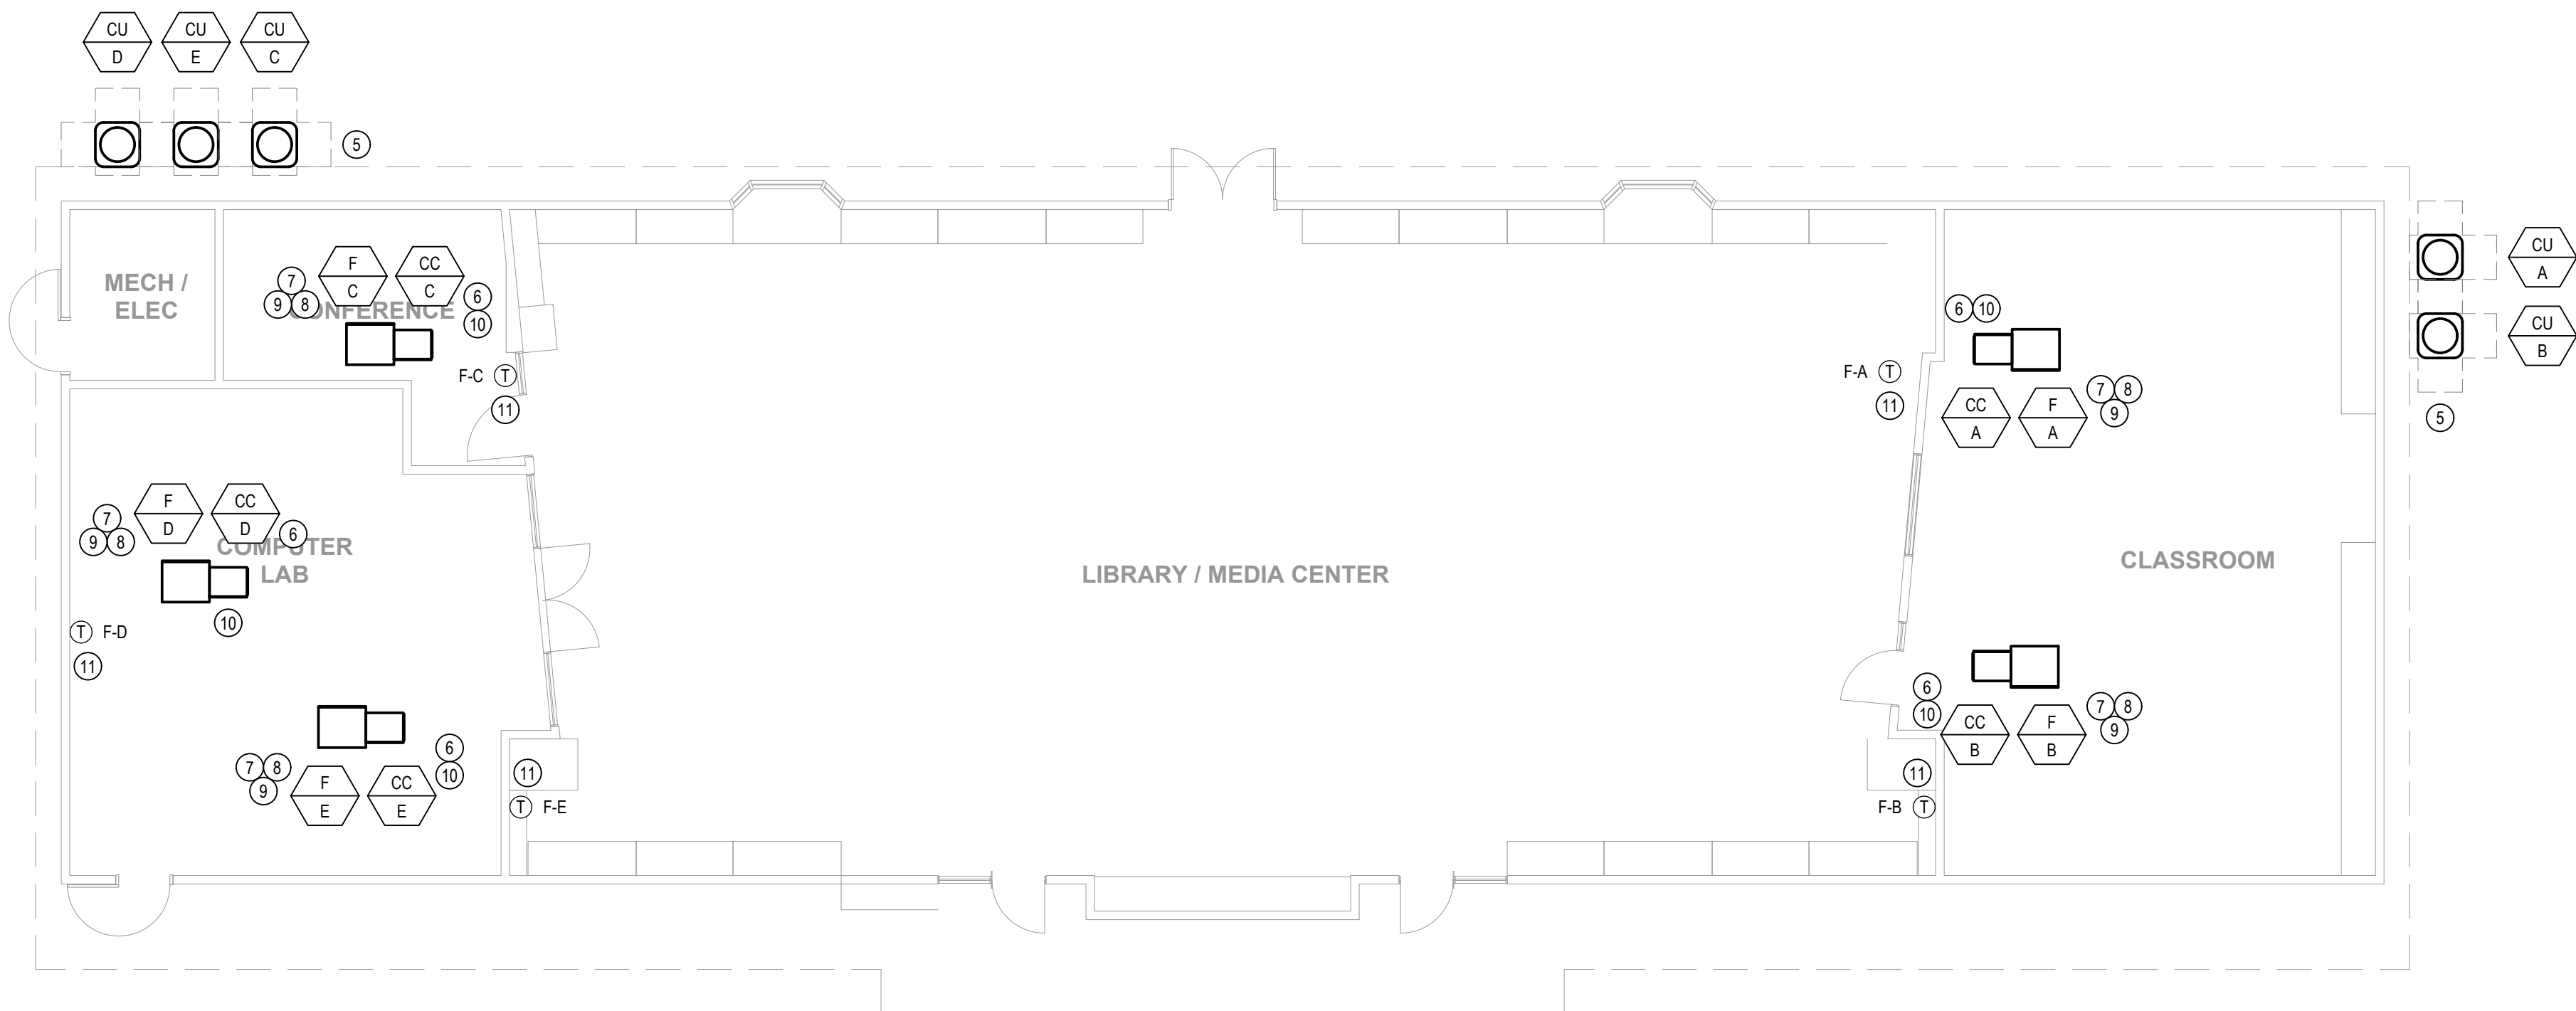 CU
D
CU
E
CU
C
5
MECH /
ELEC
7
9
8
F
C
CC
C
6
10
CONFERENCE
F-C
T
11
F-A
T
11
6
10
CC
A
F
A
7
8
9
CU
A
CU
B
5
F
D
CC
D
7
9
8
6
COMPUTER
LAB
10
T
F-D
11
LIBRARY / MEDIA CENTER
CLASSROOM
7
8
9
F
E
CC
E
6
10
11
T
F-E
6
10
CC
B
F
B
7
8
9
11
F-B
T